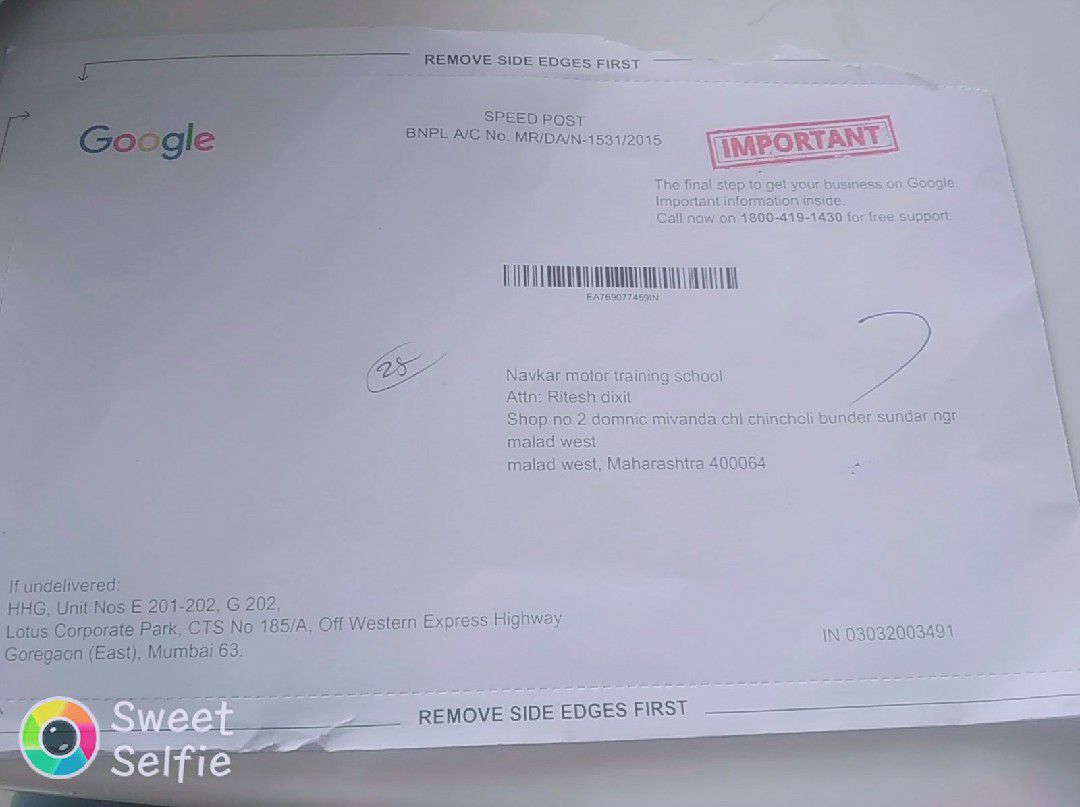 REMOVE SIDE EDGES FIRST
Google
SPEED POST
BNPL A/C No. MR/DA/N-1531/2015
IMPORTANT
The final step to get your business on Google.
Important information inside.
Call now on 1800-419-1430 for free support.
EA769077459IN
28
Navkar motor training school
Attn: Ritesh dixit
Shop no 2 domnic mivanda chl chincholi bunder sundar ngr
malad west
malad west, Maharashtra 400064
If undelivered:
HHG, Unit Nos E 201-202, G 202,
Lotus Corporate Park, CTS No 185/A, Off Western Express Highway
Goregaon (East), Mumbai 63.
IN 03032003491
REMOVE SIDE EDGES FIRST
Sweet
Selfie